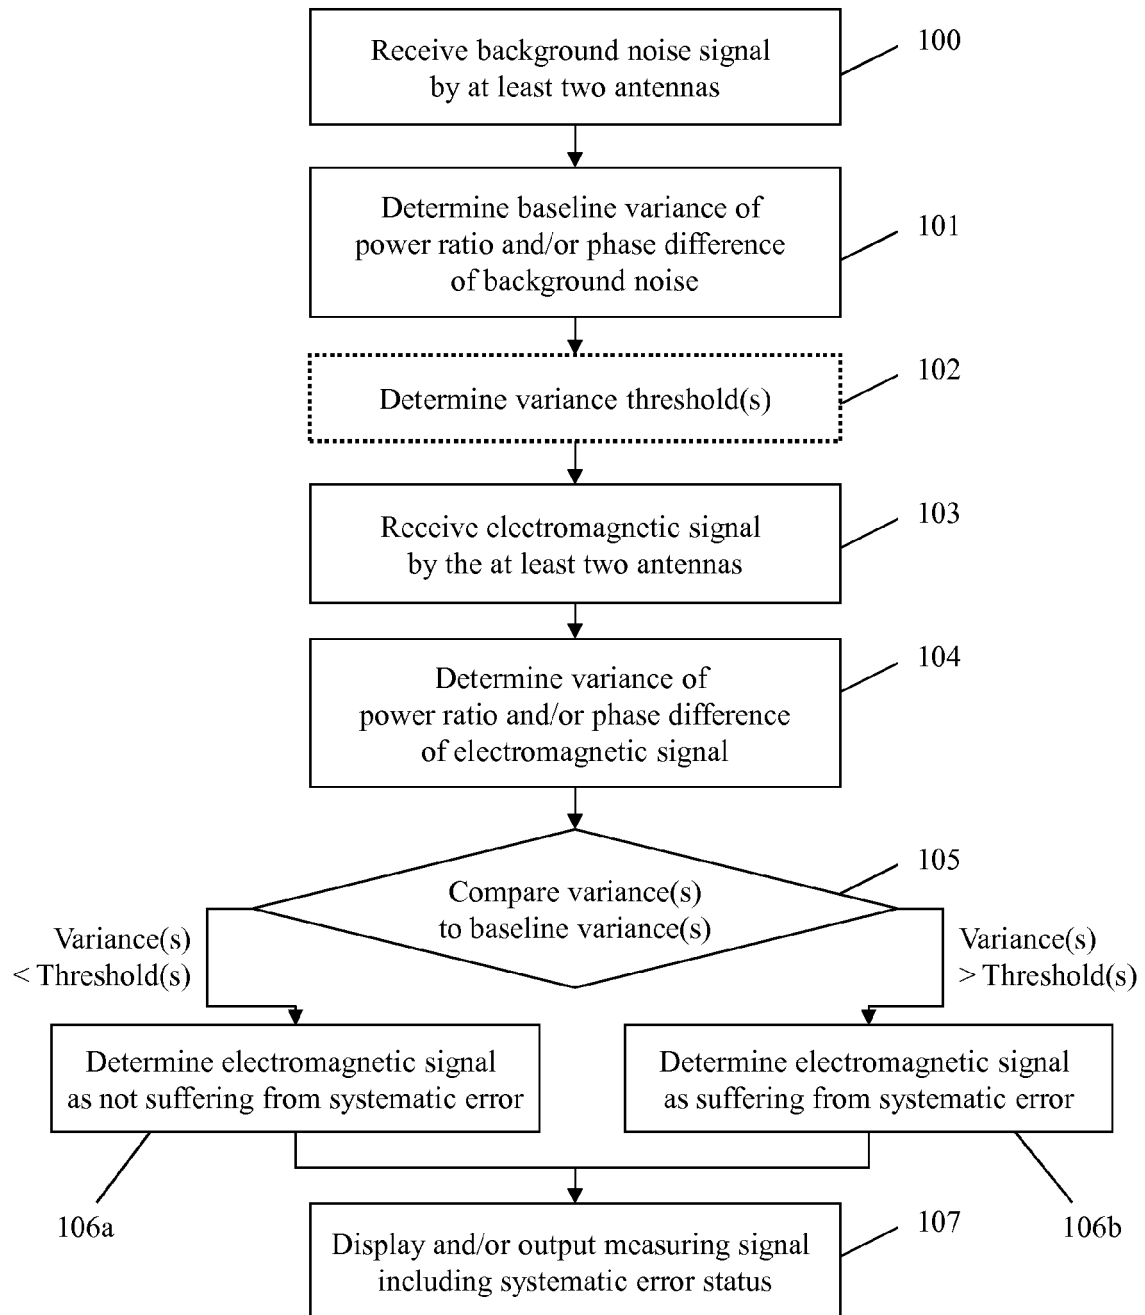 Receive background noise signal
by at least two antennas
100
Determine baseline variance of
power ratio and/or phase difference
of background noise
101
Determine variance threshold(s)
102
Receive electromagnetic signal
by the at least two antennas
103
Determine variance of
power ratio and/or phase difference
of electromagnetic signal
104
Compare variance(s)
to baseline variance(s)
105
Variance(s)
< Threshold(s)
Variance(s)
> Threshold(s)
Determine electromagnetic signal
as not suffering from systematic error
106a
Determine electromagnetic signal
as suffering from systematic error
106b
Display and/or output measuring signal
including systematic error status
107